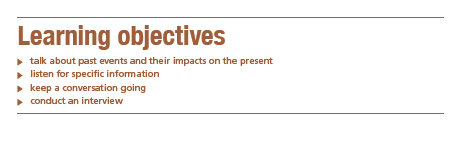 Learning objectives
talk about past events and their impacts on the present
listen for specific information
keep a conversation going
conduct an interview